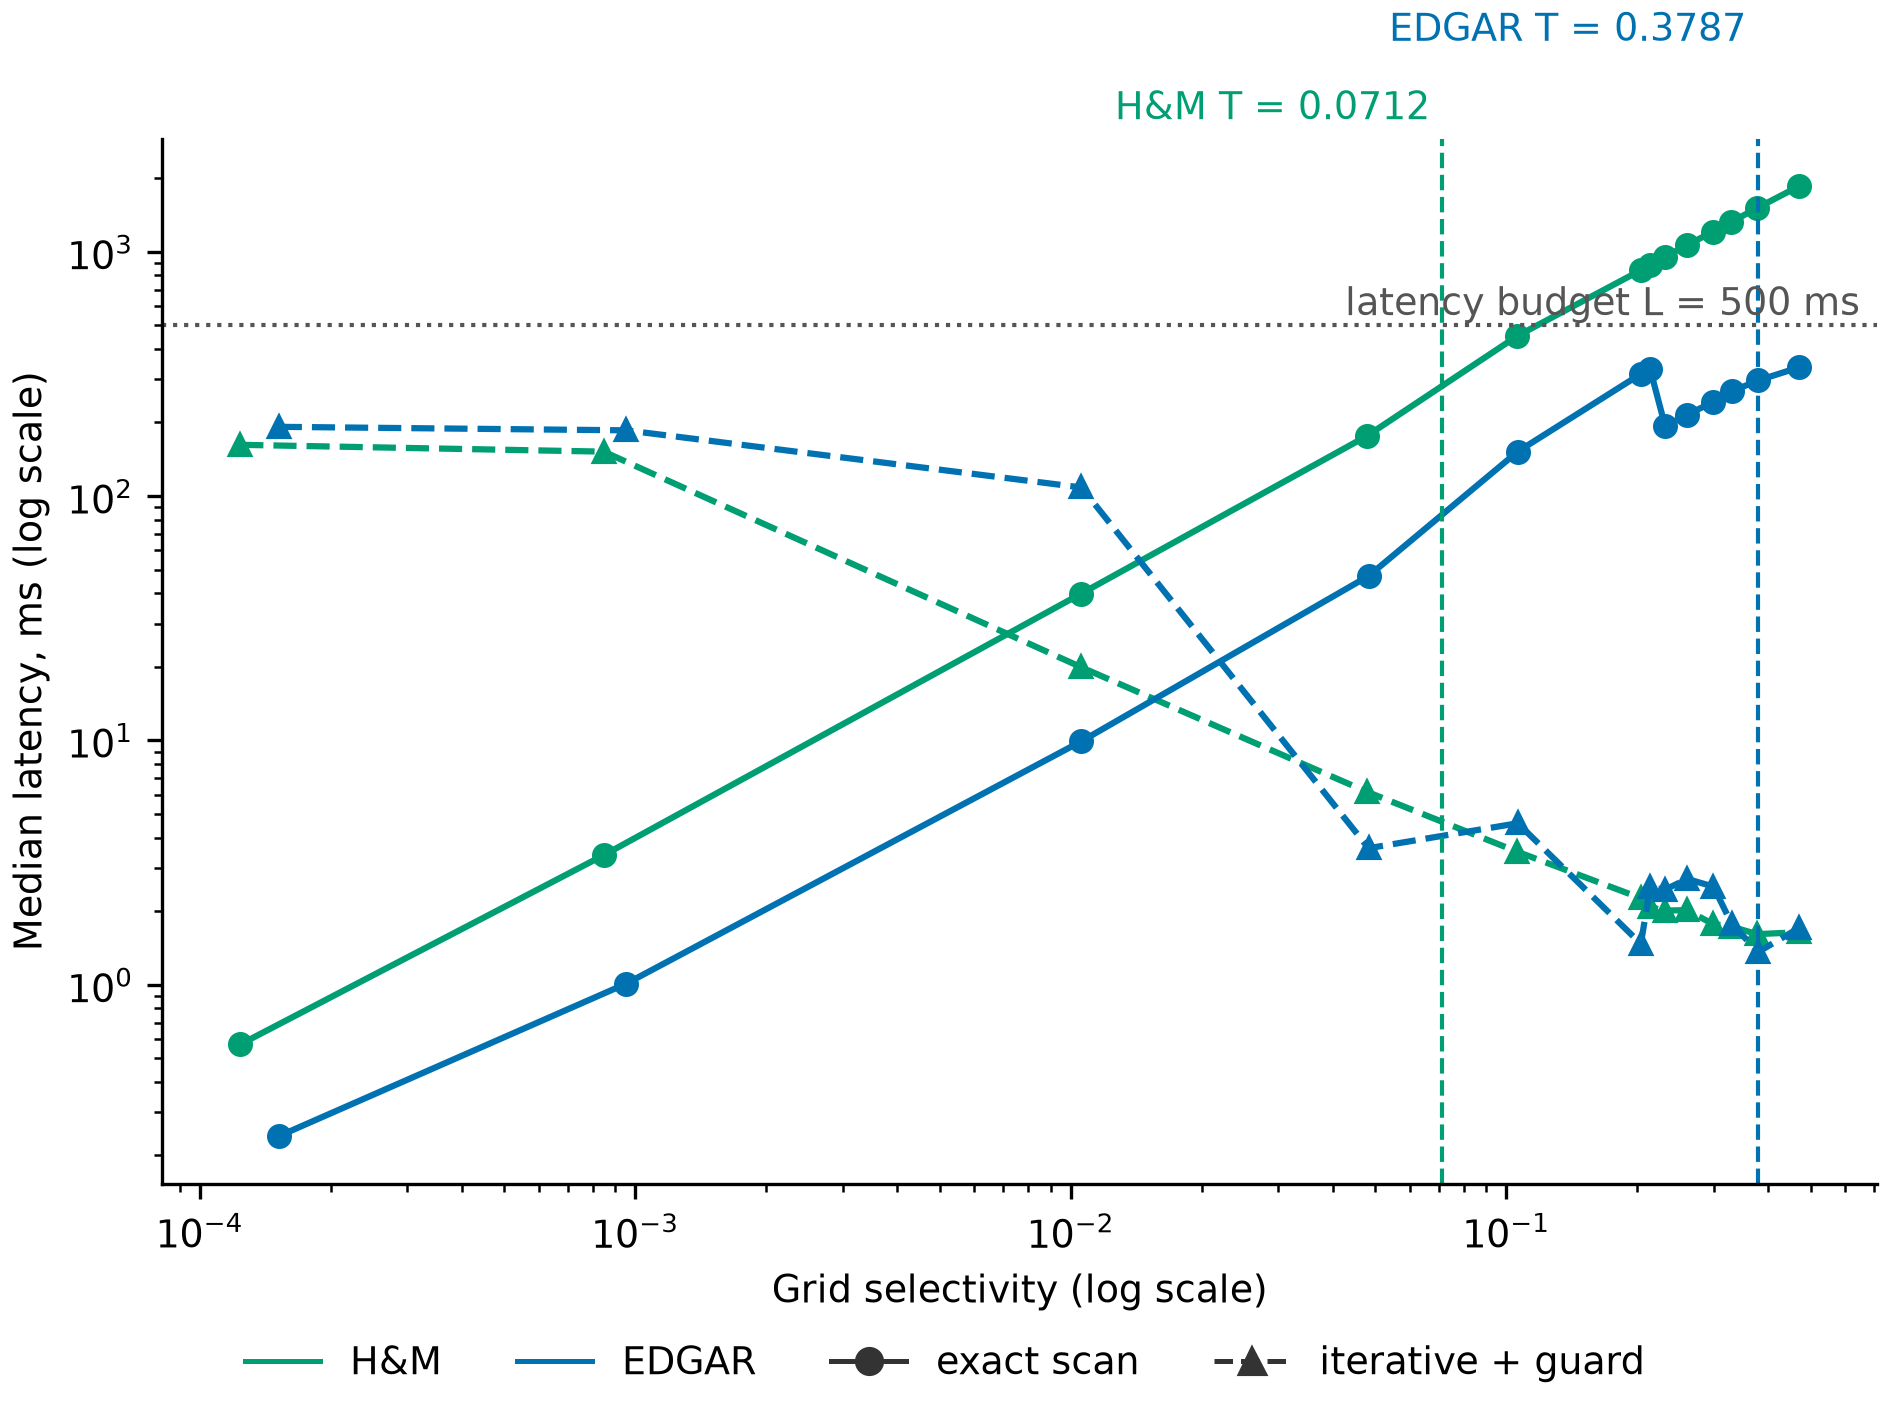 EDGAR T = 0.3787
H&M T = 0.0712
latency budget L = 500 ms
Median latency, ms (log scale)
10³
10²
10¹
10⁰
10⁻⁴ 10⁻³ 10⁻² 10⁻¹
Grid selectivity (log scale)
H&M EDGAR exact scan iterative + guard